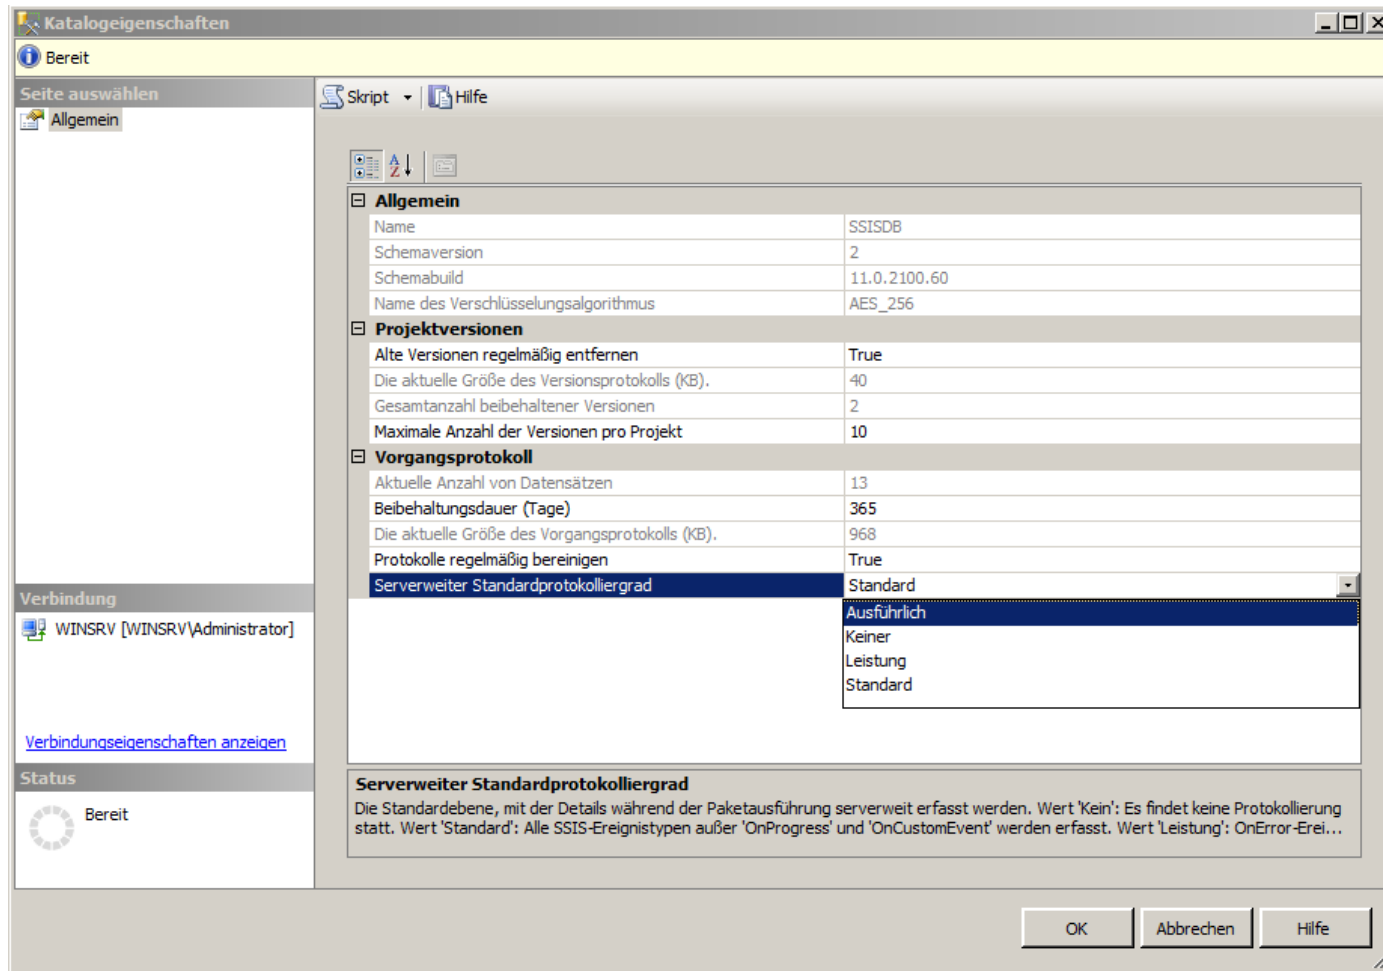 Katalogeigenschaften
Bereit
Seite auswählen
Allgemein
Skript
Hilfe
Allgemein
Name SSISDB
Schemaversion 2
Schemabuild 11.0.2100.60
Name des Verschlüsselungsalgorithmus AES_256
Projektversionen
Alte Versionen regelmäßig entfernen True
Die aktuelle Größe des Versionsprotokolls (KB). 40
Gesamtanzahl beibehaltener Versionen 2
Maximale Anzahl der Versionen pro Projekt 10
Vorgangsprotokoll
Aktuelle Anzahl von Datensätzen 13
Beibehaltungsdauer (Tage) 365
Die aktuelle Größe des Vorgangsprotokolls (KB). 968
Protokolle regelmäßig bereinigen True
Serverweiter Standardprotokolliergrad Standard
Ausführlich
Keiner
Leistung
Standard
Verbindung
WINSRV [WINSRV\Administrator]
Verbindungseigenschaften anzeigen
Status
Bereit
Serverweiter Standardprotokolliergrad
Die Standardebene, mit der Details während der Paketausführung serverweit erfasst werden. Wert 'Kein': Es findet keine Protokollierung
statt. Wert 'Standard': Alle SSIS-Ereignistypen außer 'OnProgress' und 'OnCustomEvent' werden erfasst. Wert 'Leistung': OnError-Erei...
OK
Abbrechen
Hilfe